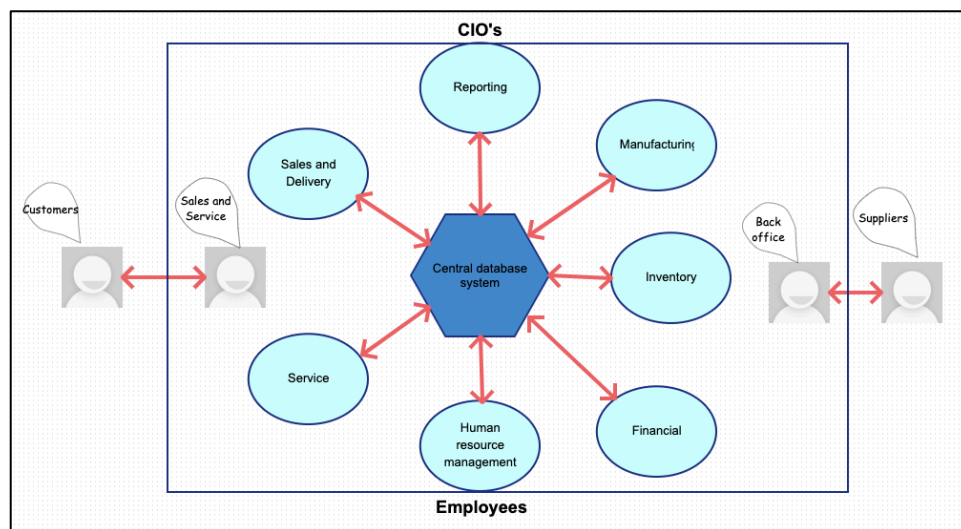 CIO's
Reporting
Manufacturing
Sales and
Delivery
Customers
Sales and
Service
Back
office
Suppliers
Central database
system
Inventory
Service
Human
resource
management
Financial
Employees